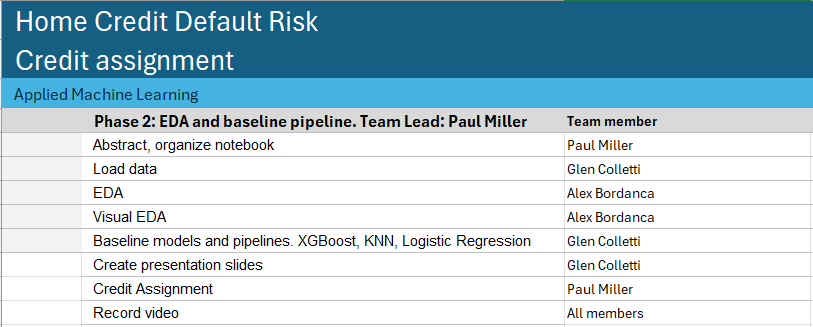 Home Credit Default Risk
Credit assignment
Applied Machine Learning
Phase 2: EDA and baseline pipeline. Team Lead: Paul Miller Team member
Abstract, organize notebook Paul Miller
Load data Glen Colletti
EDA Alex Bordanca
Visual EDA Alex Bordanca
Baseline models and pipelines. XGBoost, KNN, Logistic Regression Glen Colletti
Create presentation slides Glen Colletti
Credit Assignment Paul Miller
Record video All members